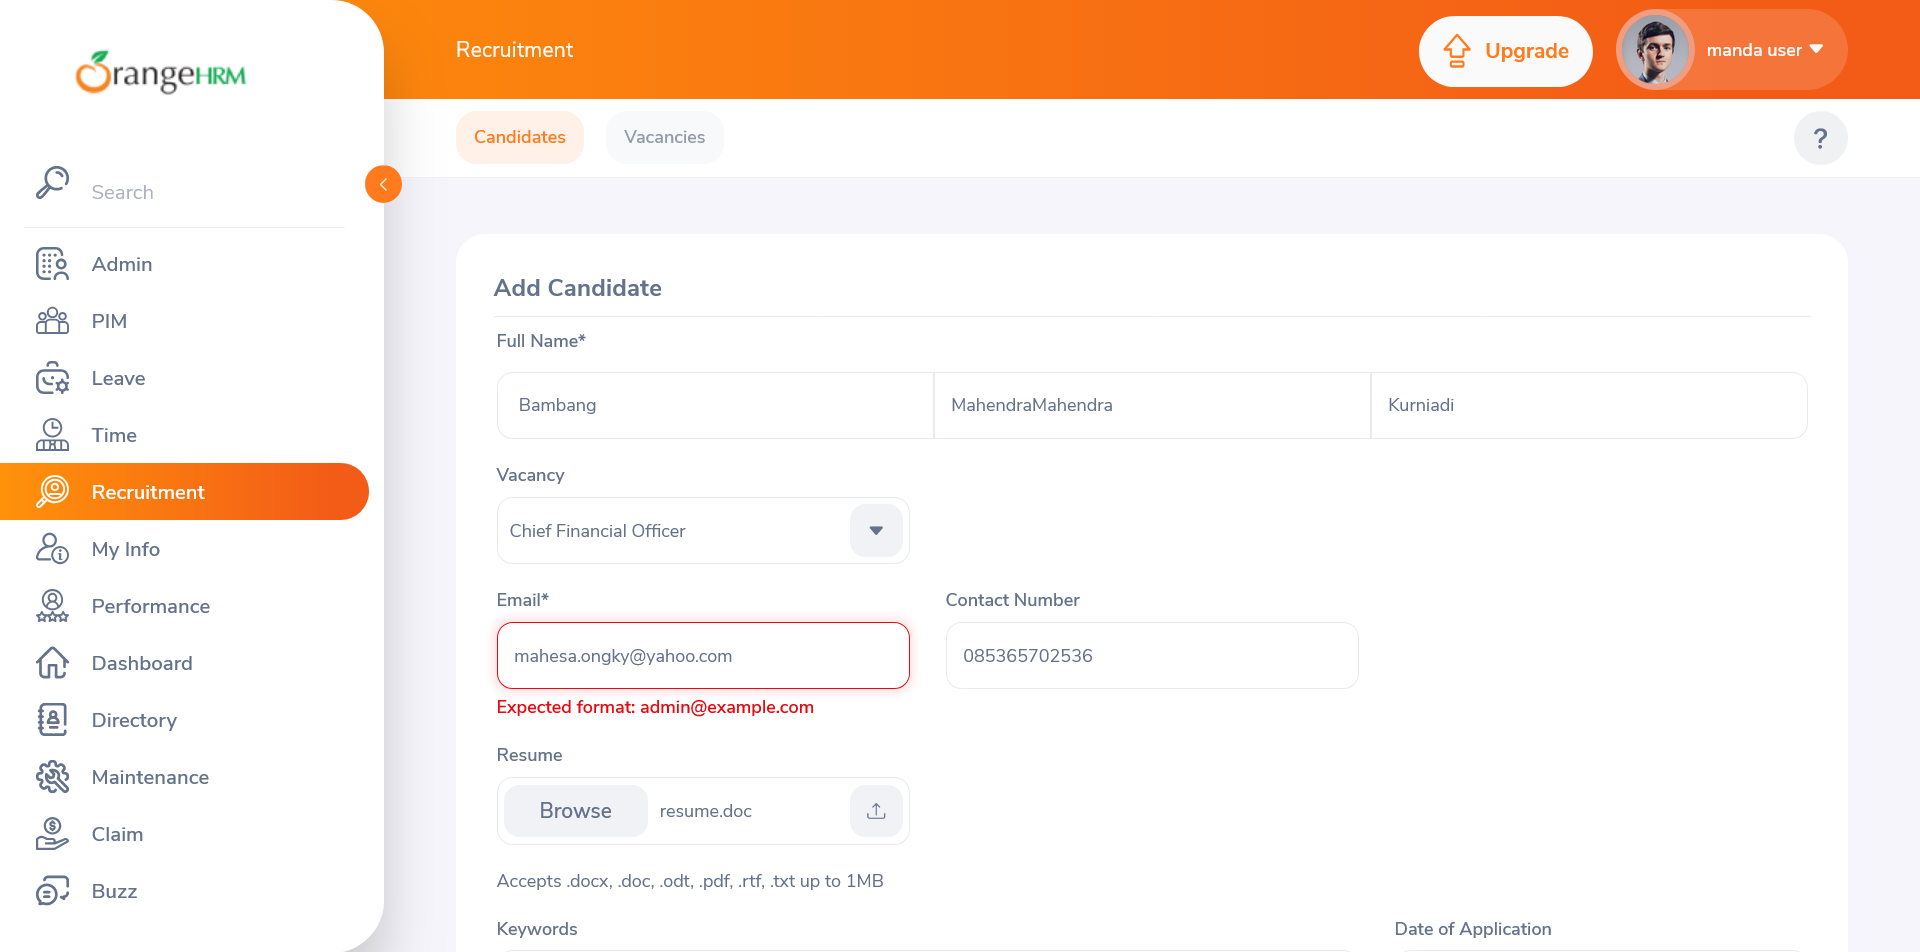 OrangeHRM
Search
Admin
PIM
Leave
Time
Recruitment
My Info
Performance
Dashboard
Directory
Maintenance
Claim
Buzz
Recruitment
Upgrade
manda user
Candidates
Vacancies
?
Add Candidate
Full Name*
Bambang MahendraMahendra Kurniadi
Vacancy
Chief Financial Officer
Email* Contact Number
mahesa.ongky@yahoo.com 085365702536
Expected format: admin@example.com
Resume
Browse resume.doc
Accepts .docx, .doc, .odt, .pdf, .rtf, .txt up to 1MB
Keywords Date of Application